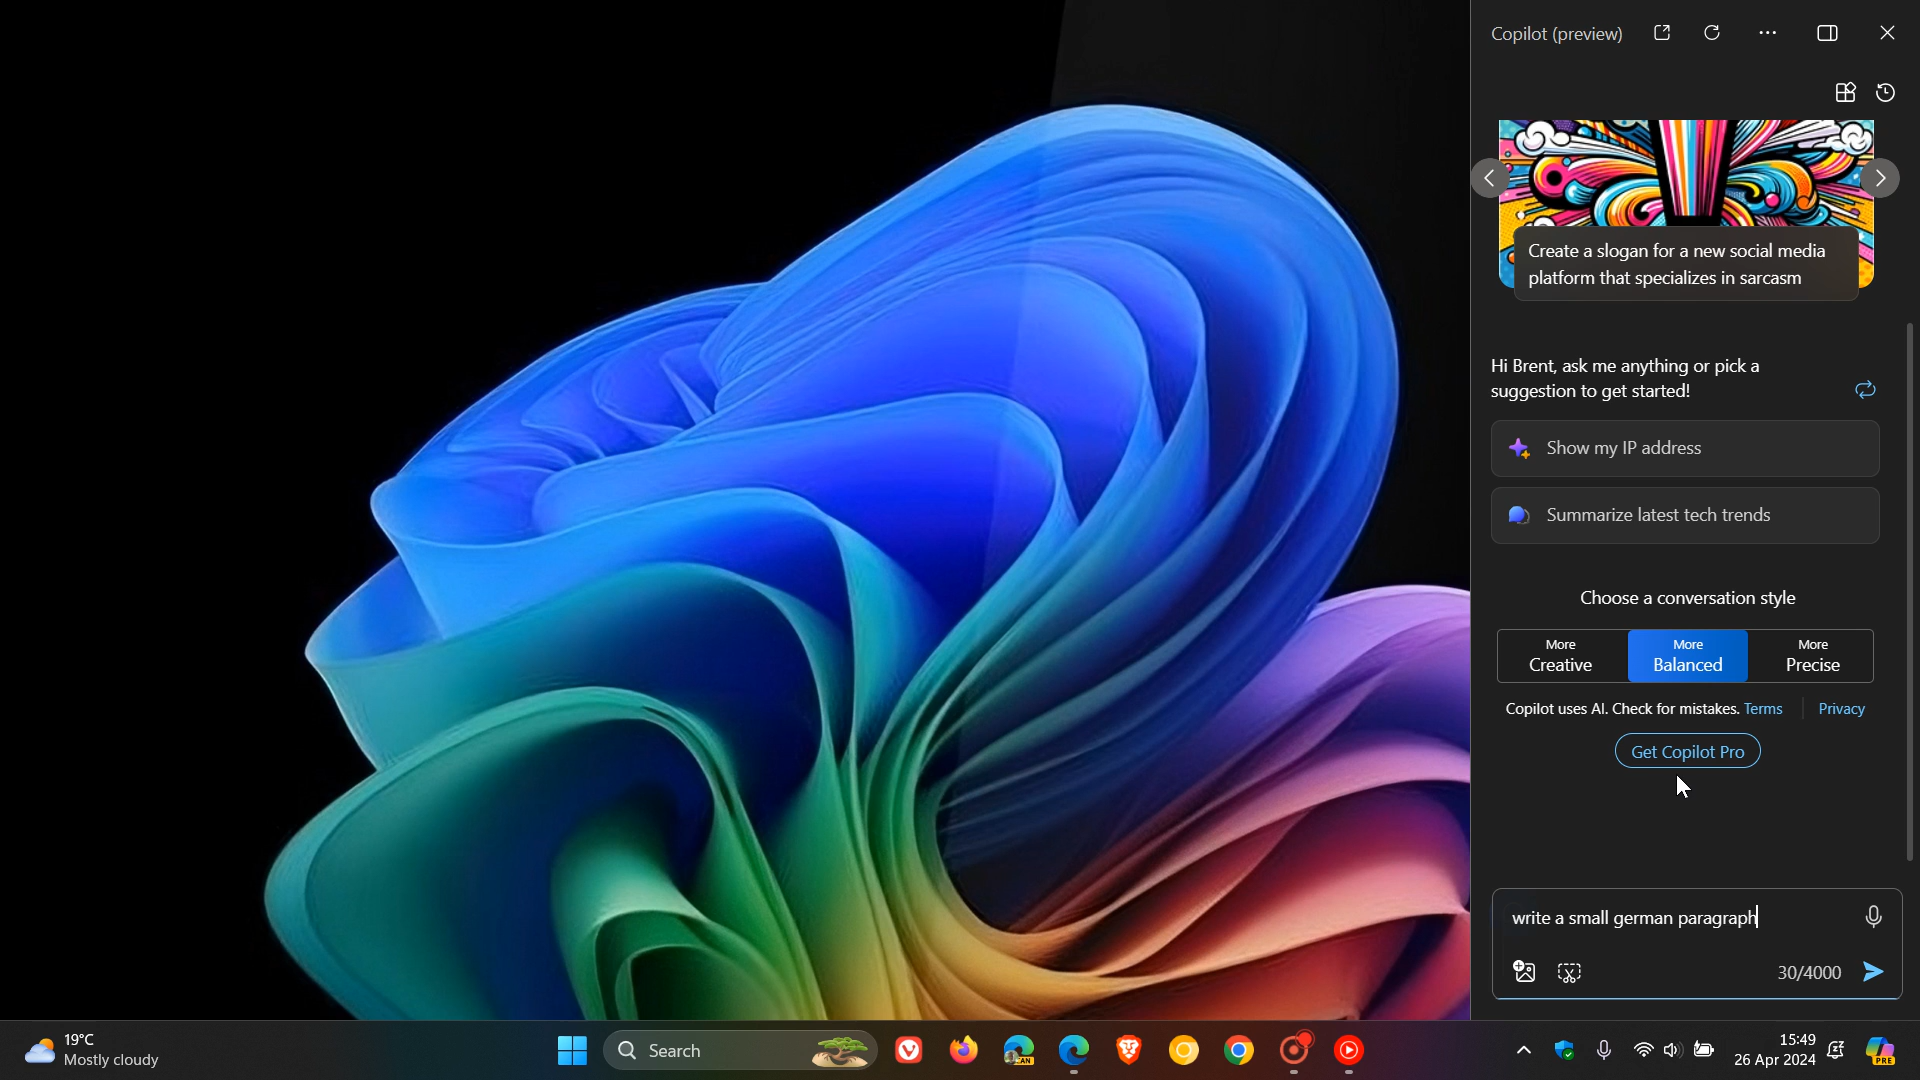 Copilot (preview)
Create a slogan for a new social media
platform that specializes in sarcasm
Hi Brent, ask me anything or pick a
suggestion to get started!
Show my IP address
Summarize latest tech trends
Choose a conversation style
More
Creative
More
Balanced
More
Precise
Copilot uses AI. Check for mistakes. Terms
Privacy
Get Copilot Pro
write a small german paragraph
30/4000
19°C
Mostly cloudy
Search
CAN
15:49
26 Apr 2024
PRE